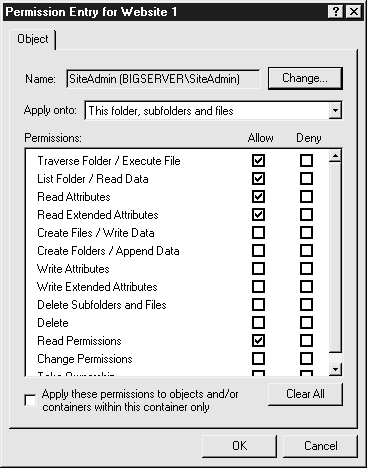 Permission Entry for Website 1
Object
Name: SiteAdmin (BIGSERVER\SiteAdmin) Change...
Apply onto: This folder, subfolders and files
Permissions: Allow Deny
Traverse Folder / Execute File
List Folder / Read Data
Read Attributes
Read Extended Attributes
Create Files / Write Data
Create Folders / Append Data
Write Attributes
Write Extended Attributes
Delete Subfolders and Files
Delete
Read Permissions
Change Permissions
Take Ownership
Apply these permissions to objects and/or
containers within this container only
Clear All
OK Cancel